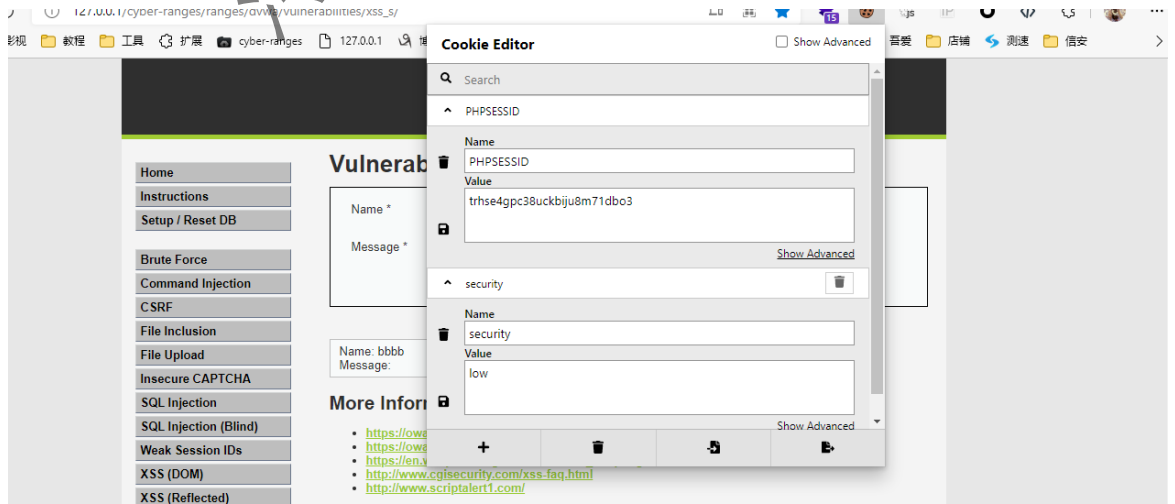 127.0.0.1/cyber-ranges/ranges/dvwa/vulnerabilities/xss_s/
15
影视 教程 工具 扩展 cyber-ranges 127.0.0.1 吾爱 店铺 测速 信安
Cookie Editor
Show Advanced
Search
PHPSESSID
Name
PHPSESSID
Value
trhse4gpc38uckbiju8m71dbo3
Show Advanced
security
Name
security
Value
low
Show Advanced
Home
Instructions
Setup / Reset DB
Brute Force
Command Injection
CSRF
File Inclusion
File Upload
Insecure CAPTCHA
SQL Injection
SQL Injection (Blind)
Weak Session IDs
XSS (DOM)
XSS (Reflected)
Vulnerab
Name *
Message *
Name: bbbb
Message:
More Infor
https://owa
https://owa
https://en.
http://www.cgisecurity.com/xss-faq.html
http://www.scriptalert1.com/